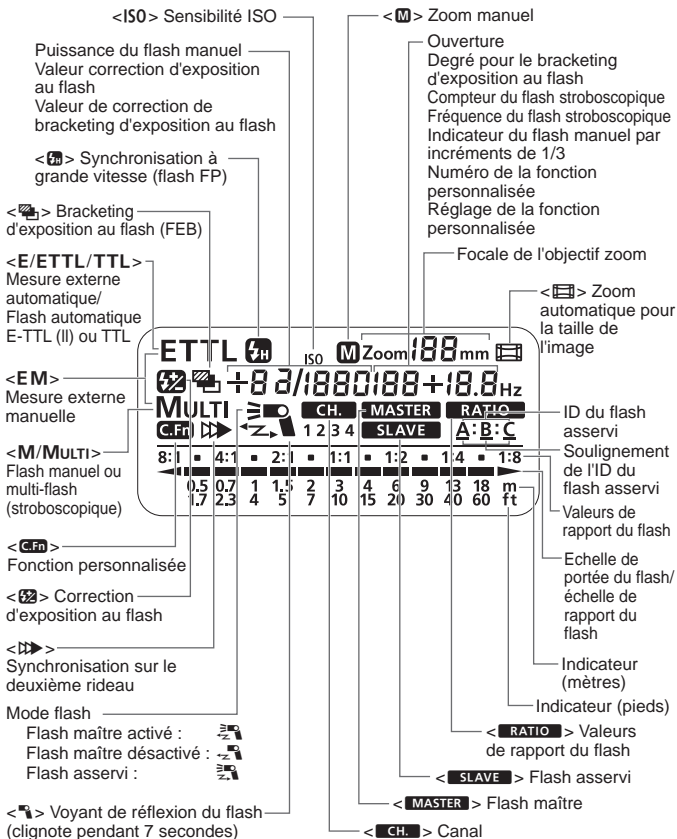 <ISO> Sensibilité ISO
<M> Zoom manuel
Puissance du flash manuel
Valeur correction d'exposition
au flash
Valeur de correction de
bracketing d'exposition au flash
Ouverture
Degré pour le bracketing
d'exposition au flash
Compteur du flash stroboscopique
Fréquence du flash stroboscopique
Indicateur du flash manuel par
incréments de 1/3
Numéro de la fonction
personnalisée
Réglage de la fonction
personnalisée
<H> Synchronisation à
grande vitesse (flash FP)
< > Bracketing
d'exposition au flash (FEB)
Focale de l'objectif zoom
<E/ETTL/TTL>
Mesure externe
automatique/
Flash automatique
E-TTL (II) ou TTL
< > Zoom
automatique pour
la taille de
l'image
<EM>
Mesure externe
manuelle
<M/MULTI>
Flash manuel ou
multi-flash
(stroboscopique)
ETTL H ISO M Zoom 188 mm
+8 8/1880 188+18.8 Hz
MULTI CH. MASTER RATIO
C.Fn Z 1 2 3 4 SLAVE A:B:C
8:1 ▪ 4:1 ▪ 2:1 ▪ 1:1 ▪ 1:2 ▪ 1:4 ▪ 1:8
0.5 0.7 1 1.5 2 3 4 6 9 13 18 m
1.7 2.3 4 5 7 10 15 20 30 40 60 ft
ID du flash
asservi
Soulignement
de l'ID du
flash asservi
Valeurs de
rapport du flash
Echelle de
portée du flash/
échelle de
rapport du
flash
Indicateur
(mètres)
Indicateur (pieds)
<C.Fn>
Fonction personnalisée
< > Correction
d'exposition au flash
< >
Synchronisation sur le
deuxième rideau
Mode flash
Flash maître activé :
Flash maître désactivé :
Flash asservi :
< > Voyant de réflexion du flash
(clignote pendant 7 secondes)
< RATIO > Valeurs
de rapport du flash
< SLAVE > Flash asservi
< MASTER > Flash maître
< CH. > Canal